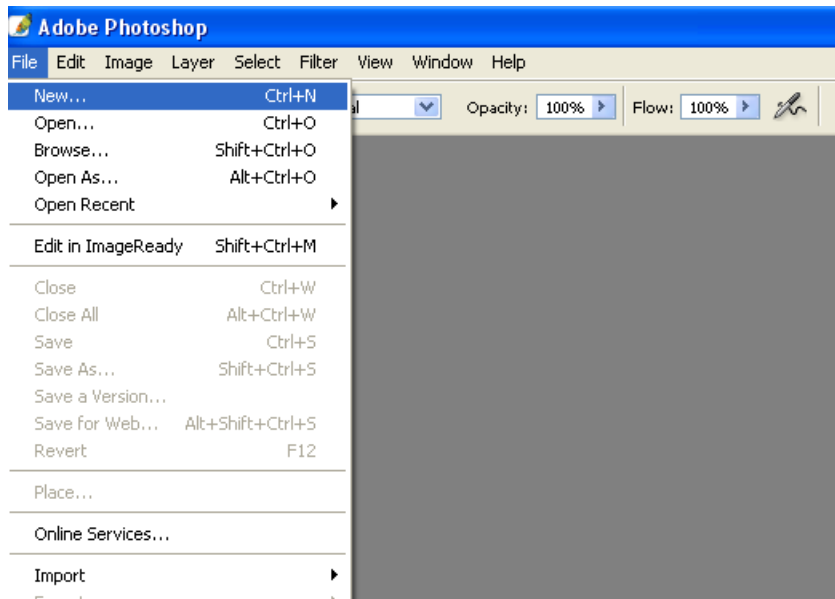 Adobe Photoshop
File Edit Image Layer Select Filter View Window Help
Opacity: 100% Flow: 100%
New... Ctrl+N
Open... Ctrl+O
Browse... Shift+Ctrl+O
Open As... Alt+Ctrl+O
Open Recent
Edit in ImageReady Shift+Ctrl+M
Close Ctrl+W
Close All Alt+Ctrl+W
Save Ctrl+S
Save As... Shift+Ctrl+S
Save a Version...
Save for Web... Alt+Shift+Ctrl+S
Revert F12
Place...
Online Services...
Import